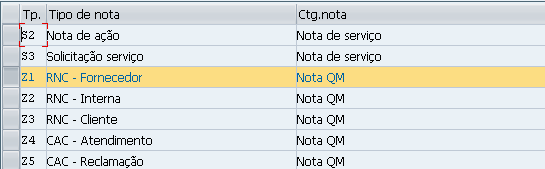 Tp. Tipo de nota Ctg.nota
S2 Nota de ação Nota de serviço
S3 Solicitação serviço Nota de serviço
Z1 RNC - Fornecedor Nota QM
Z2 RNC - Interna Nota QM
Z3 RNC - Cliente Nota QM
Z4 CAC - Atendimento Nota QM
Z5 CAC - Reclamação Nota QM